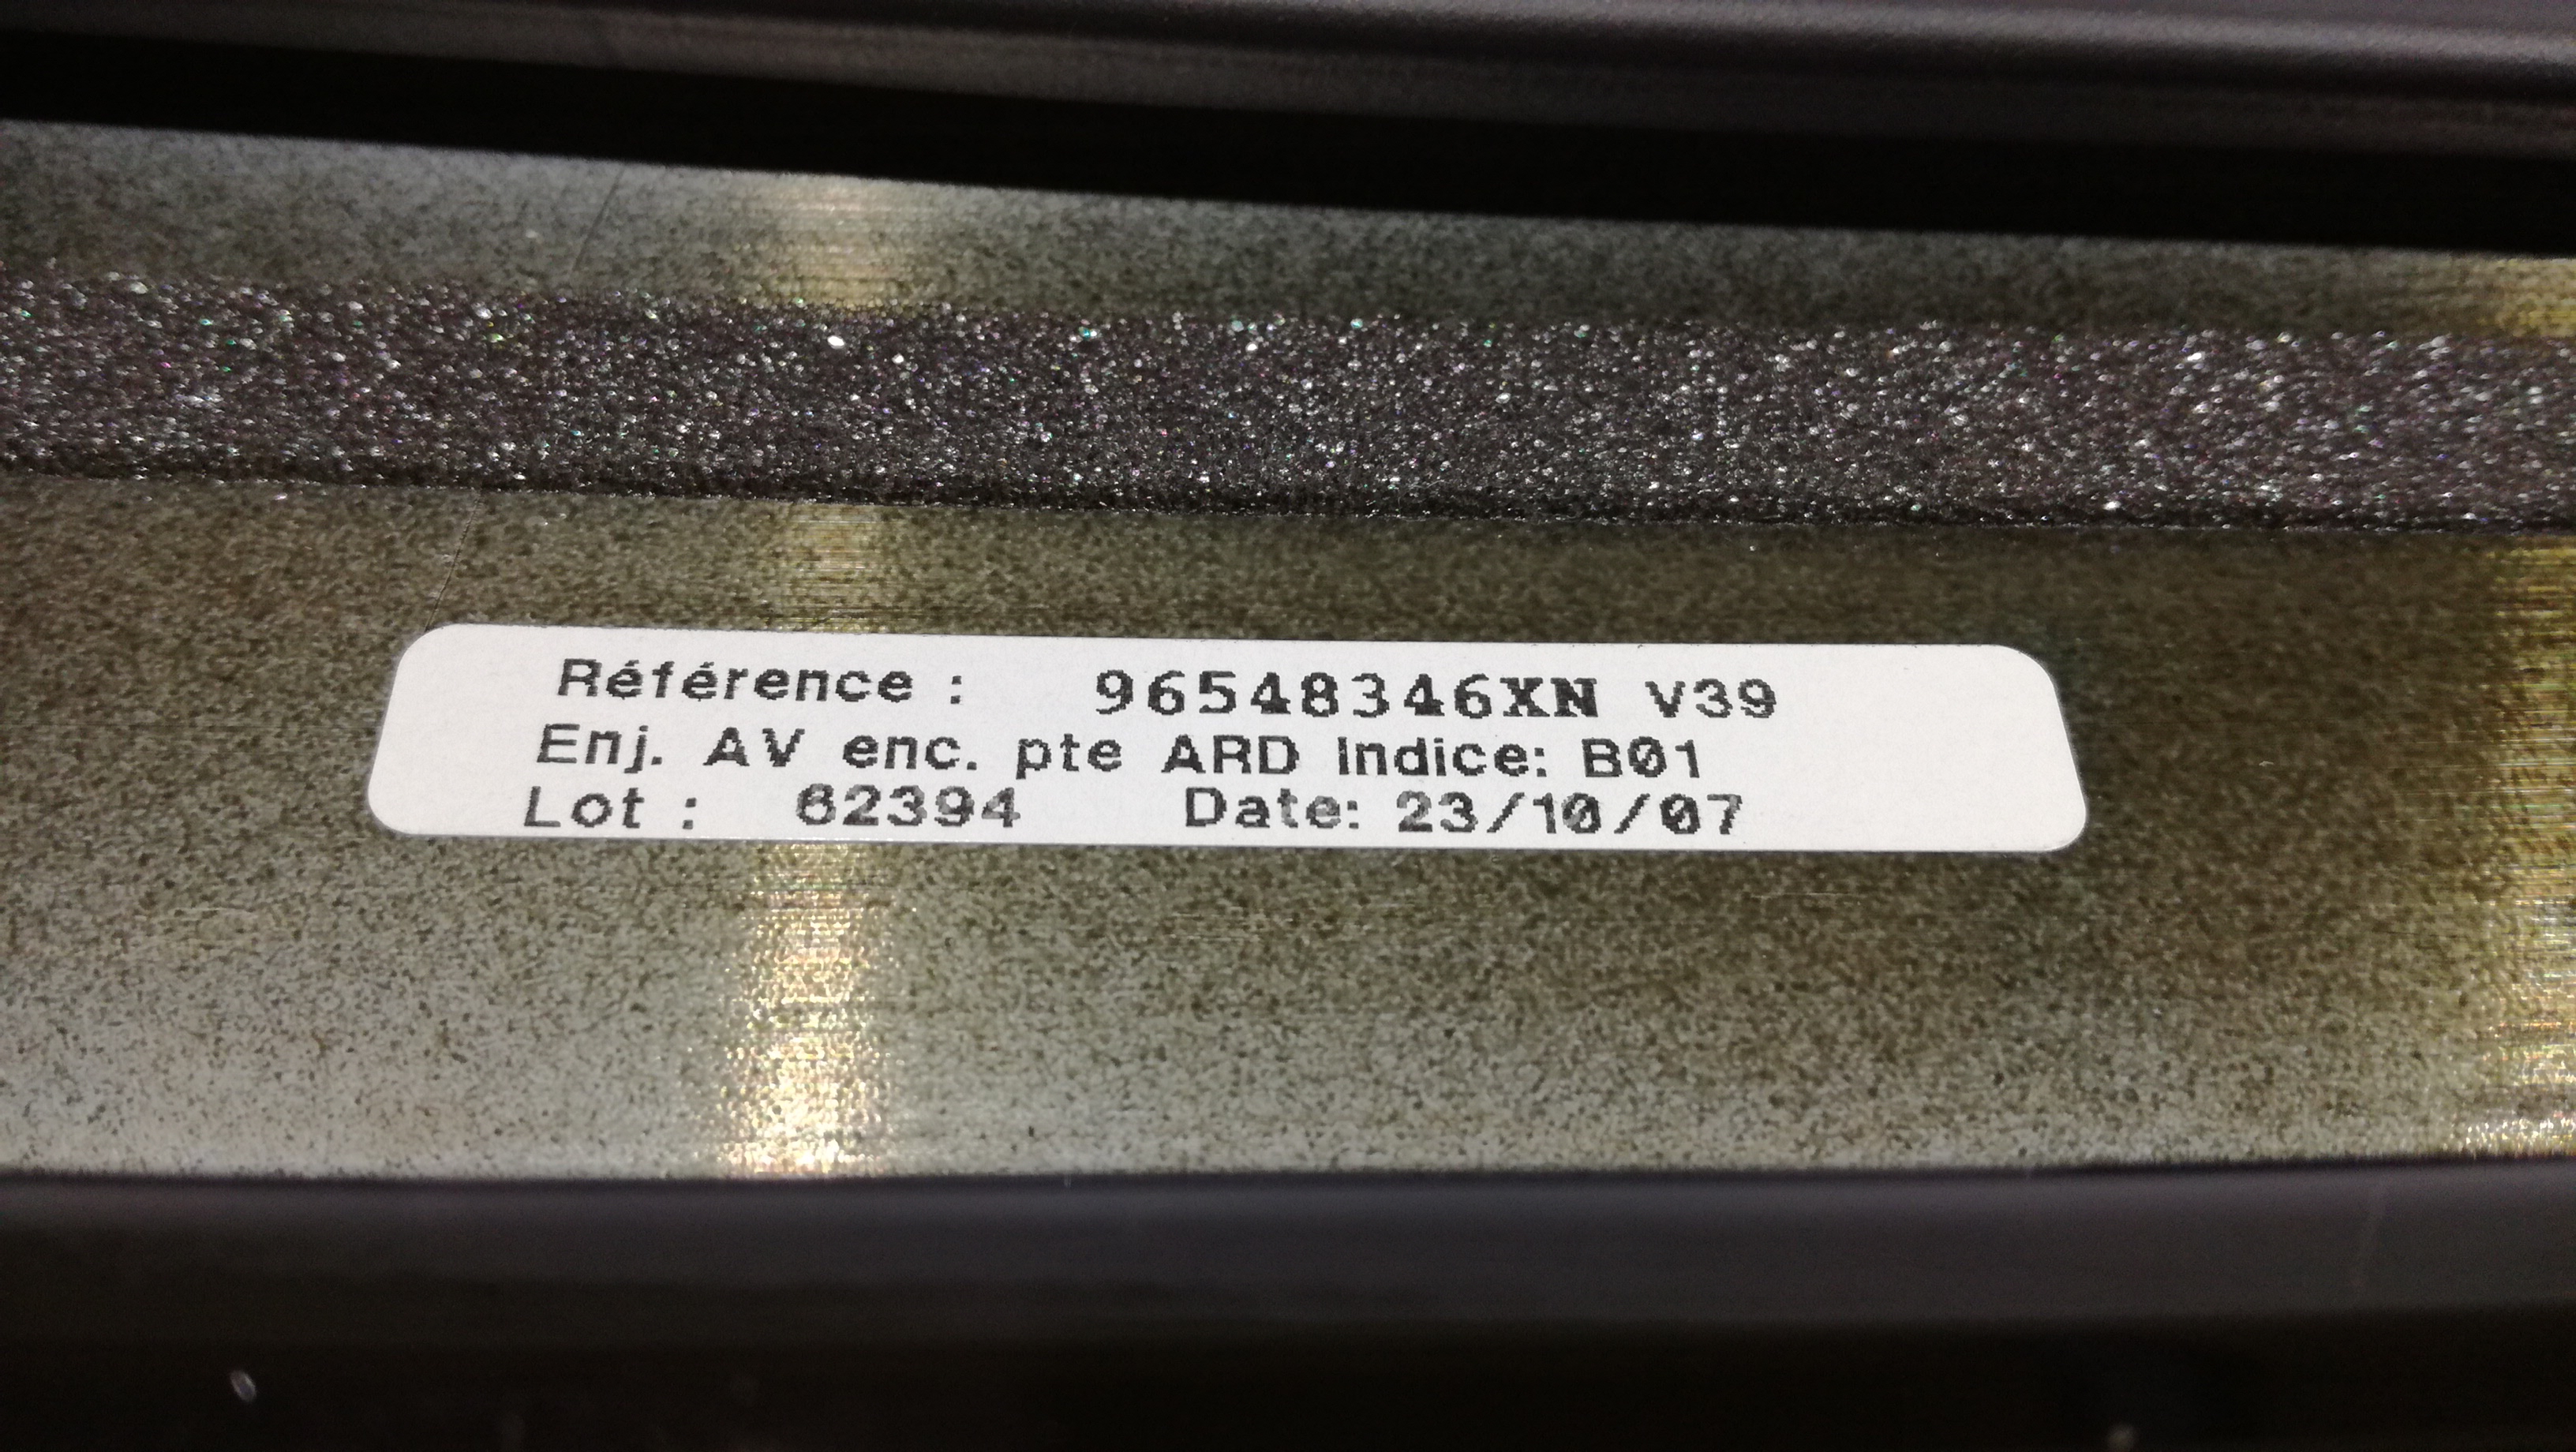 Référence : 96548346XN V39
Enj. AV enc. pte ARD Indice: B01
Lot : 62394 Date: 23/10/07